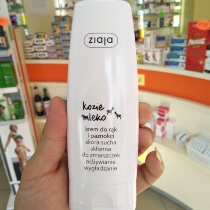 ziaja
kozie
mleko
krem do rąk
i paznokci
skóra sucha
skłonna
do zmarszczek
odżywianie
wygładzanie